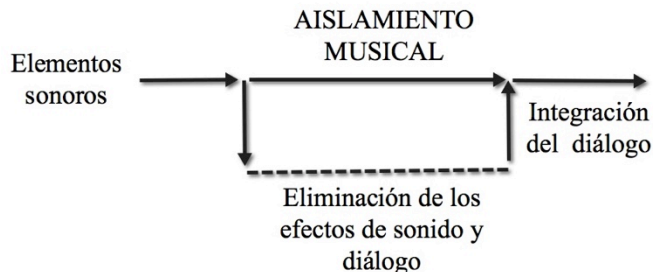 AISLAMIENTO
MUSICAL
Elementos
sonoros
Integración
del diálogo
Eliminación de los
efectos de sonido y
diálogo